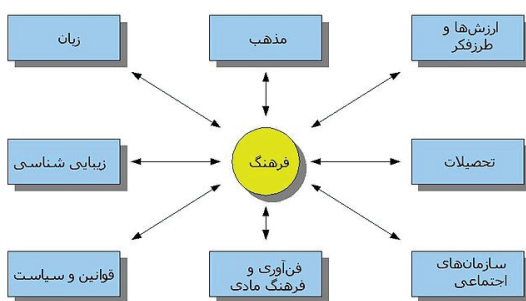 ارزش‌ها و
طرزفکر
مذهب
زبان
تحصیلات
فرهنگ
زیبایی شناسی
سازمان‌های
اجتماعی
فن‌آوری و
فرهنگ مادی
قوانین و سیاست